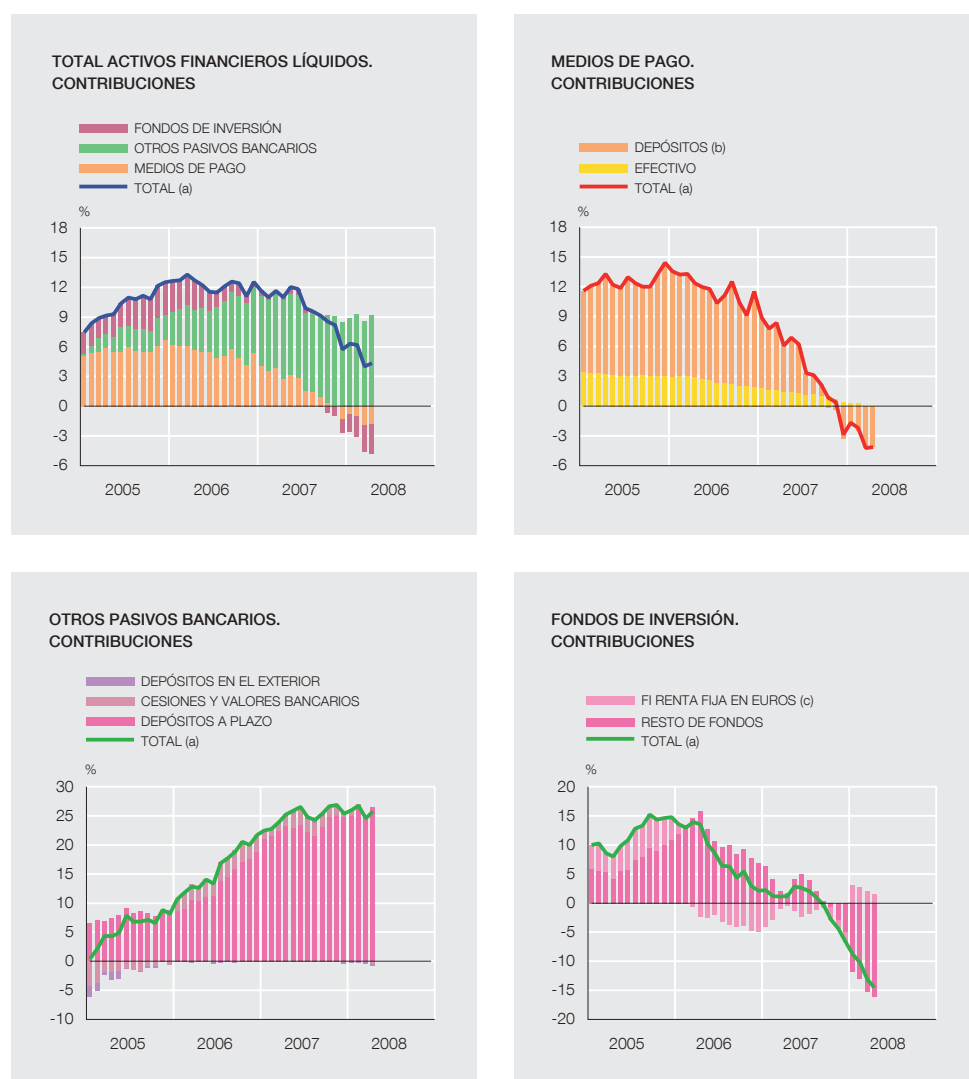 TOTAL ACTIVOS FINANCIEROS LÍQUIDOS.
CONTRIBUCIONES
FONDOS DE INVERSIÓN
OTROS PASIVOS BANCARIOS
MEDIOS DE PAGO
TOTAL (a)
%
18
15
12
9
6
3
0
-3
-6
2005 2006 2007 2008
MEDIOS DE PAGO.
CONTRIBUCIONES
DEPÓSITOS (b)
EFECTIVO
TOTAL (a)
%
18
15
12
9
6
3
0
-3
-6
2005 2006 2007 2008
OTROS PASIVOS BANCARIOS.
CONTRIBUCIONES
DEPÓSITOS EN EL EXTERIOR
CESIONES Y VALORES BANCARIOS
DEPÓSITOS A PLAZO
TOTAL (a)
%
30
25
20
15
10
5
0
-5
-10
2005 2006 2007 2008
FONDOS DE INVERSIÓN.
CONTRIBUCIONES
FI RENTA FIJA EN EUROS (c)
RESTO DE FONDOS
TOTAL (a)
%
20
15
10
5
0
-5
-10
-15
-20
2005 2006 2007 2008